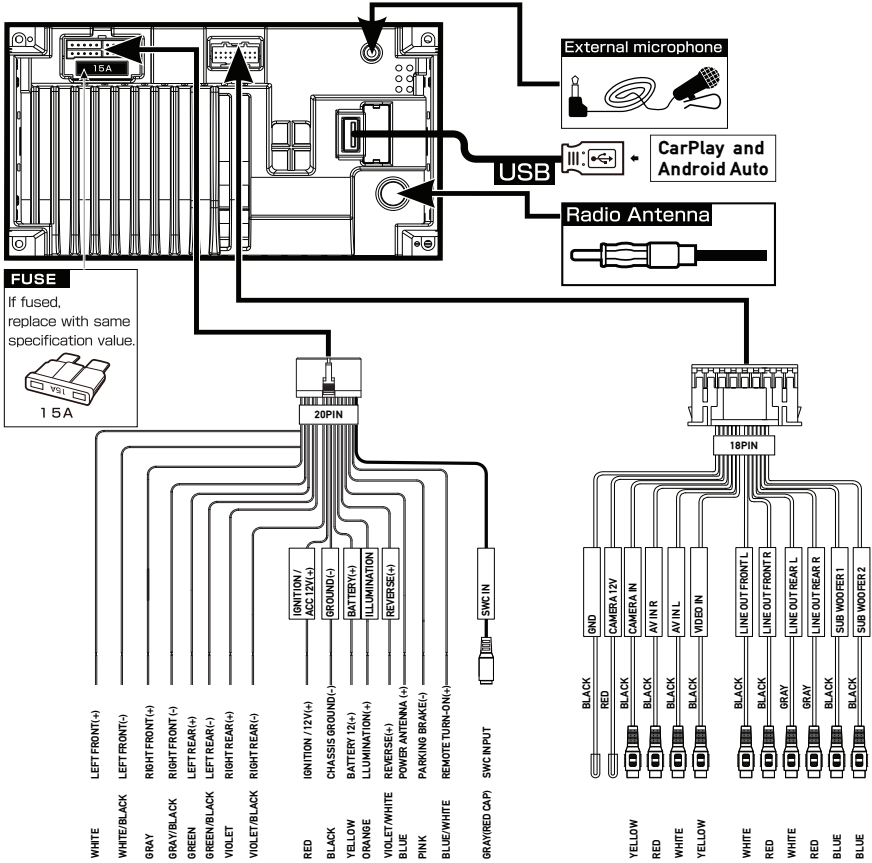 15A
External microphone
USB
CarPlay and
Android Auto
Radio Antenna
FUSE
If fused,
replace with same
specification value.
15A
15A
20PIN
18PIN
IGNITION /
ACC 12V(+)
GROUND(-)
BATTERY(+)
ILLUMINATION
REVERSE(+)
SWC IN
GND
CAMERA 12V
CAMERA IN
AV IN R
AV IN L
VIDEO IN
LINE OUT FRONT L
LINE OUT FRONT R
LINE OUT REAR L
LINE OUT REAR R
SUB WOOFER 1
SUB WOOFER 2
BLACK
RED
BLACK
BLACK
BLACK
BLACK
BLACK
BLACK
GRAY
GRAY
BLACK
BLACK
WHITE LEFT FRONT(+)
WHITE/BLACK LEFT FRONT(-)
GRAY RIGHT FRONT(+)
GRAY/BLACK RIGHT FRONT (-)
GREEN LEFT REAR(+)
GREEN/BLACK LEFT REAR(-)
VIOLET RIGHT REAR(+)
VIOLET/BLACK RIGHT REAR(-)
RED IGNITION / 12V(+)
BLACK CHASSIS GROUND(-)
YELLOW BATTERY 12(+)
ORANGE ILLUMINATION(+)
VIOLET/WHITE REVERSE(+)
BLUE POWER ANTENNA (+)
PINK PARKING BRAKE(-)
BLUE/WHITE REMOTE TURN-ON(+)
GRAY(RED CAP) SWC INPUT
YELLOW
RED
WHITE
YELLOW
WHITE
RED
WHITE
RED
BLUE
BLUE